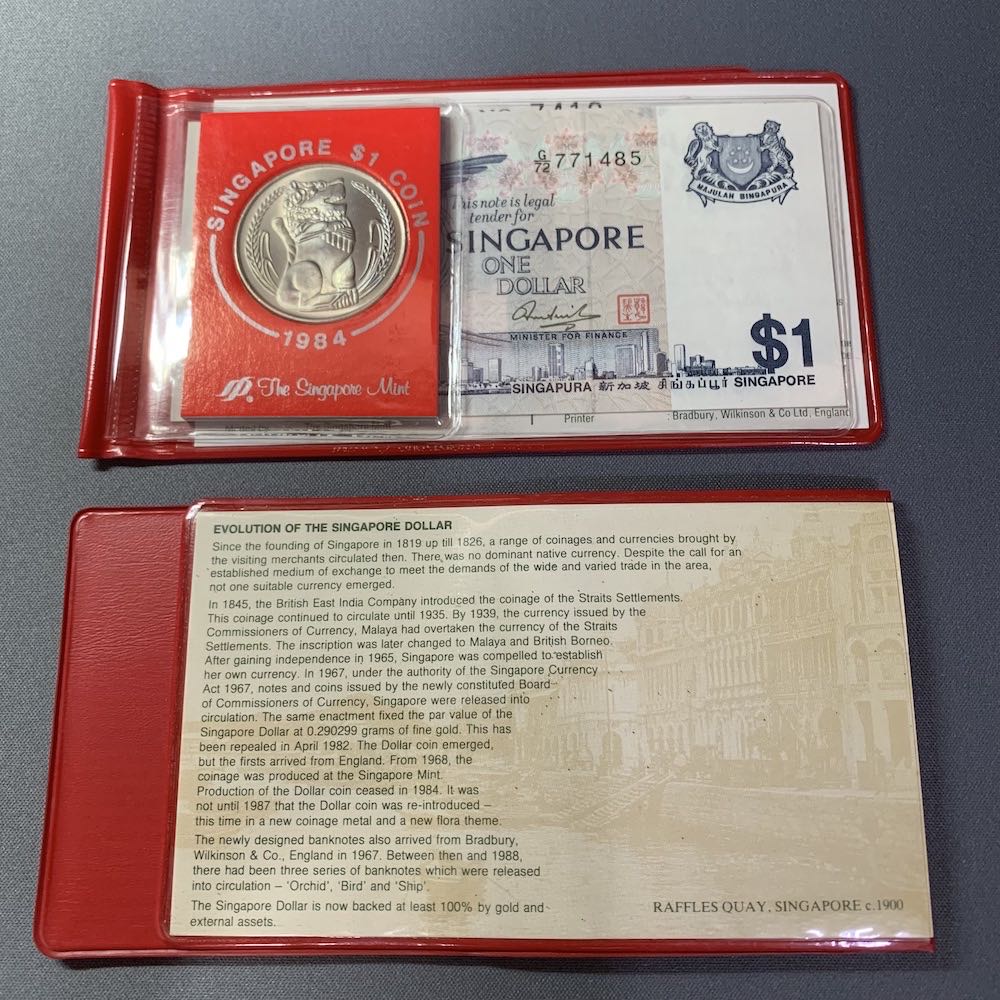 SINGAPORE $1 COIN
1984
The Singapore Mint
G/72 771485
This note is legal
tender for
SINGAPORE
ONE
DOLLAR
MINISTER FOR FINANCE
MAJULAH SINGAPURA
$1
SINGAPURA 新加坡 சிங்கப்பூர் SINGAPORE
The Singapore Mint
Printer : Bradbury, Wilkinson & Co Ltd, England
EVOLUTION OF THE SINGAPORE DOLLAR
Since the founding of Singapore in 1819 up till 1826, a range of coinages and currencies brought by
the visiting merchants circulated then. There was no dominant native currency. Despite the call for an
established medium of exchange to meet the demands of the wide and varied trade in the area,
not one suitable currency emerged.
In 1845, the British East India Company introduced the coinage of the Straits Settlements.
This coinage continued to circulate until 1935. By 1939, the currency issued by the
Commissioners of Currency, Malaya had overtaken the currency of the Straits
Settlements. The inscription was later changed to Malaya and British Borneo.
After gaining independence in 1965, Singapore was compelled to establish
her own currency. In 1967, under the authority of the Singapore Currency
Act 1967, notes and coins issued by the newly constituted Board
of Commissioners of Currency, Singapore were released into
circulation. The same enactment fixed the par value of the
Singapore Dollar at 0.290299 grams of fine gold. This has
been repealed in April 1982. The Dollar coin emerged,
but the firsts arrived from England. From 1968, the
coinage was produced at the Singapore Mint.
Production of the Dollar coin ceased in 1984. It was
not until 1987 that the Dollar coin was re-introduced –
this time in a new coinage metal and a new flora theme.
The newly designed banknotes also arrived from Bradbury,
Wilkinson & Co., England in 1967. Between then and 1988,
there had been three series of banknotes which were released
into circulation – 'Orchid', 'Bird' and 'Ship'.
The Singapore Dollar is now backed at least 100% by gold and
external assets.
RAFFLES QUAY, SINGAPORE c.1900